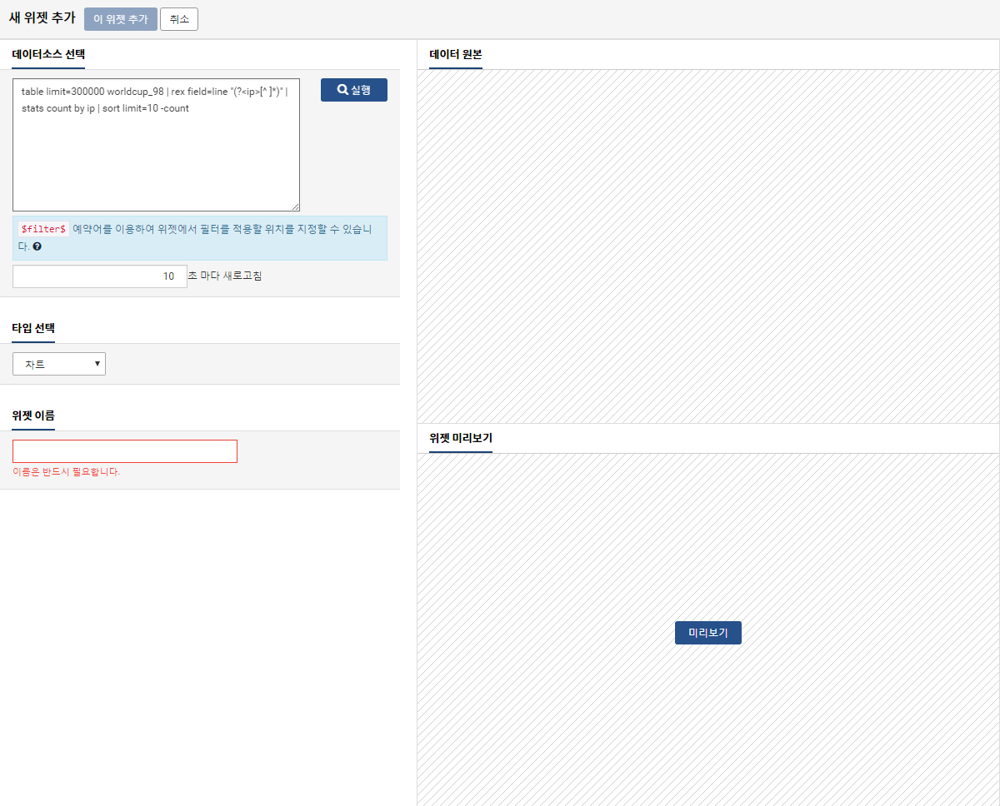 새 위젯 추가 이 위젯 추가 취소
데이터소스 선택
table limit=300000 worldcup_98 | rex field=line "(?<ip>[^ ]*)" |
stats count by ip | sort limit=10 -count
실행
$filter$ 예약어를 이용하여 위젯에서 필터를 적용할 위치를 지정할 수 있습니
다.
10 초 마다 새로고침
타입 선택
차트
위젯 이름
이름은 반드시 필요합니다.
데이터 원본
위젯 미리보기
미리보기